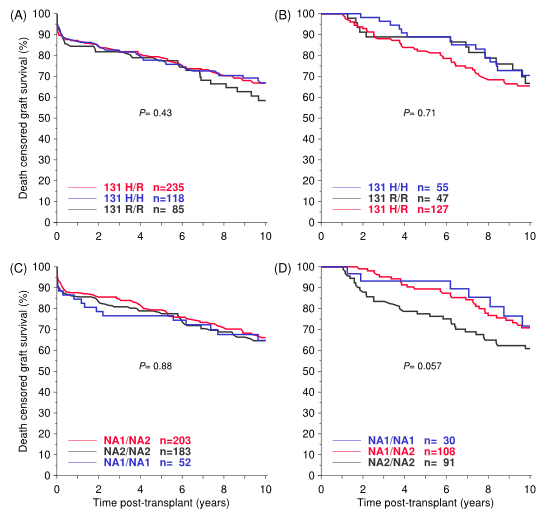 (A)
Death censored graft survival (%)
100
90
80
70
60
50
40
30
20
10
0
P= 0.43
131 H/R n=235
131 H/H n=118
131 R/R n= 85
0 2 4 6 8 10
(B)
100
90
80
70
60
50
40
30
20
10
0
P= 0.71
131 H/H n= 55
131 R/R n= 47
131 H/R n=127
0 2 4 6 8 10
(C)
Death censored graft survival (%)
100
90
80
70
60
50
40
30
20
10
0
P= 0.88
NA1/NA2 n=203
NA2/NA2 n=183
NA1/NA1 n= 52
0 2 4 6 8 10
Time post-transplant (years)
(D)
100
90
80
70
60
50
40
30
20
10
0
P= 0.057
NA1/NA1 n= 30
NA1/NA2 n=108
NA2/NA2 n= 91
0 2 4 6 8 10
Time post-transplant (years)